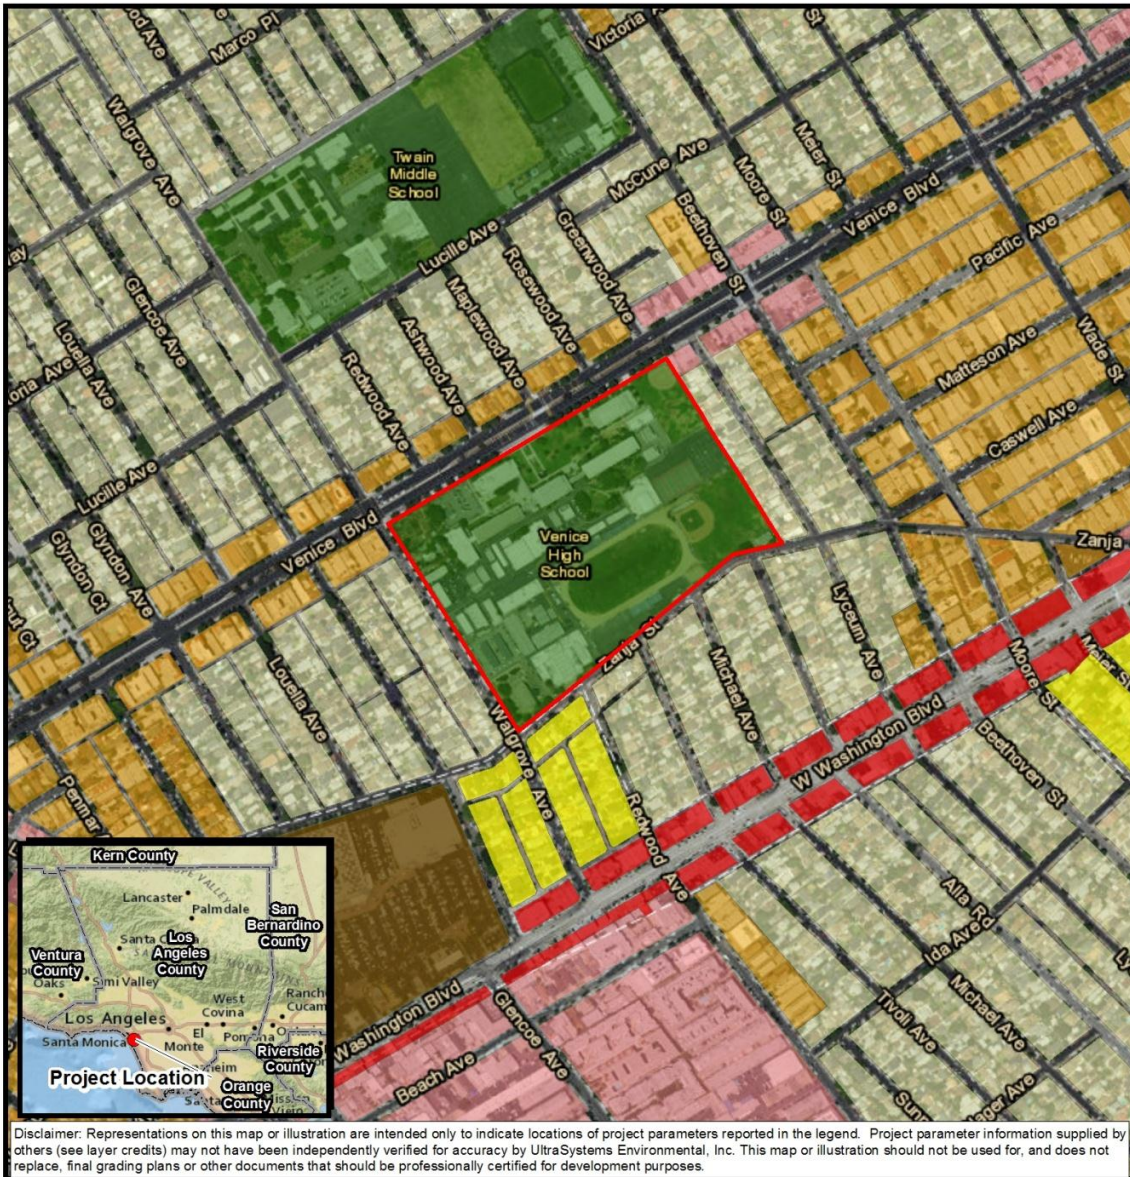 Marco Pl
Victoria
Walgrove Ave
Twain
Middle
School
McCune Ave
Meier St
Moore St
Beethoven St
Venice Blvd
Pacific Ave
Lucille Ave
Greenwood Ave
Rosewood Ave
Maplewood Ave
Ashwood Ave
Redwood Ave
Glencoe Ave
Louella Ave
Wade St
Matteson Ave
Caswell Ave
Lucille Ave
Glyndon Ave
Glyndon Ct
Venice Blvd
Venice
High
School
Zanja
Zanja St
Lyceum Ave
Michael Ave
Moore St
Meier St
Louella Ave
Walgrove Ave
W Washington Blvd
Beethoven St
Redwood Ave
Penmar
Alla Rd
Ida Ave
Michael Ave
Tivoli Ave
Washington Blvd
Glencoe Ave
Beach Ave
Kern County
Lancaster
Palmdale
San
Bernardino
County
Los
Angeles
County
Ventura
County
Oaks
Simi Valley
West
Covina
Los Angeles
El
Monte
Santa Monica
Riverside
County
Project Location
Orange
County
Disclaimer: Representations on this map or illustration are intended only to indicate locations of project parameters reported in the legend. Project parameter information supplied by
others (see layer credits) may not have been independently verified for accuracy by UltraSystems Environmental, Inc. This map or illustration should not be used for, and does not
replace, final grading plans or other documents that should be professionally certified for development purposes.